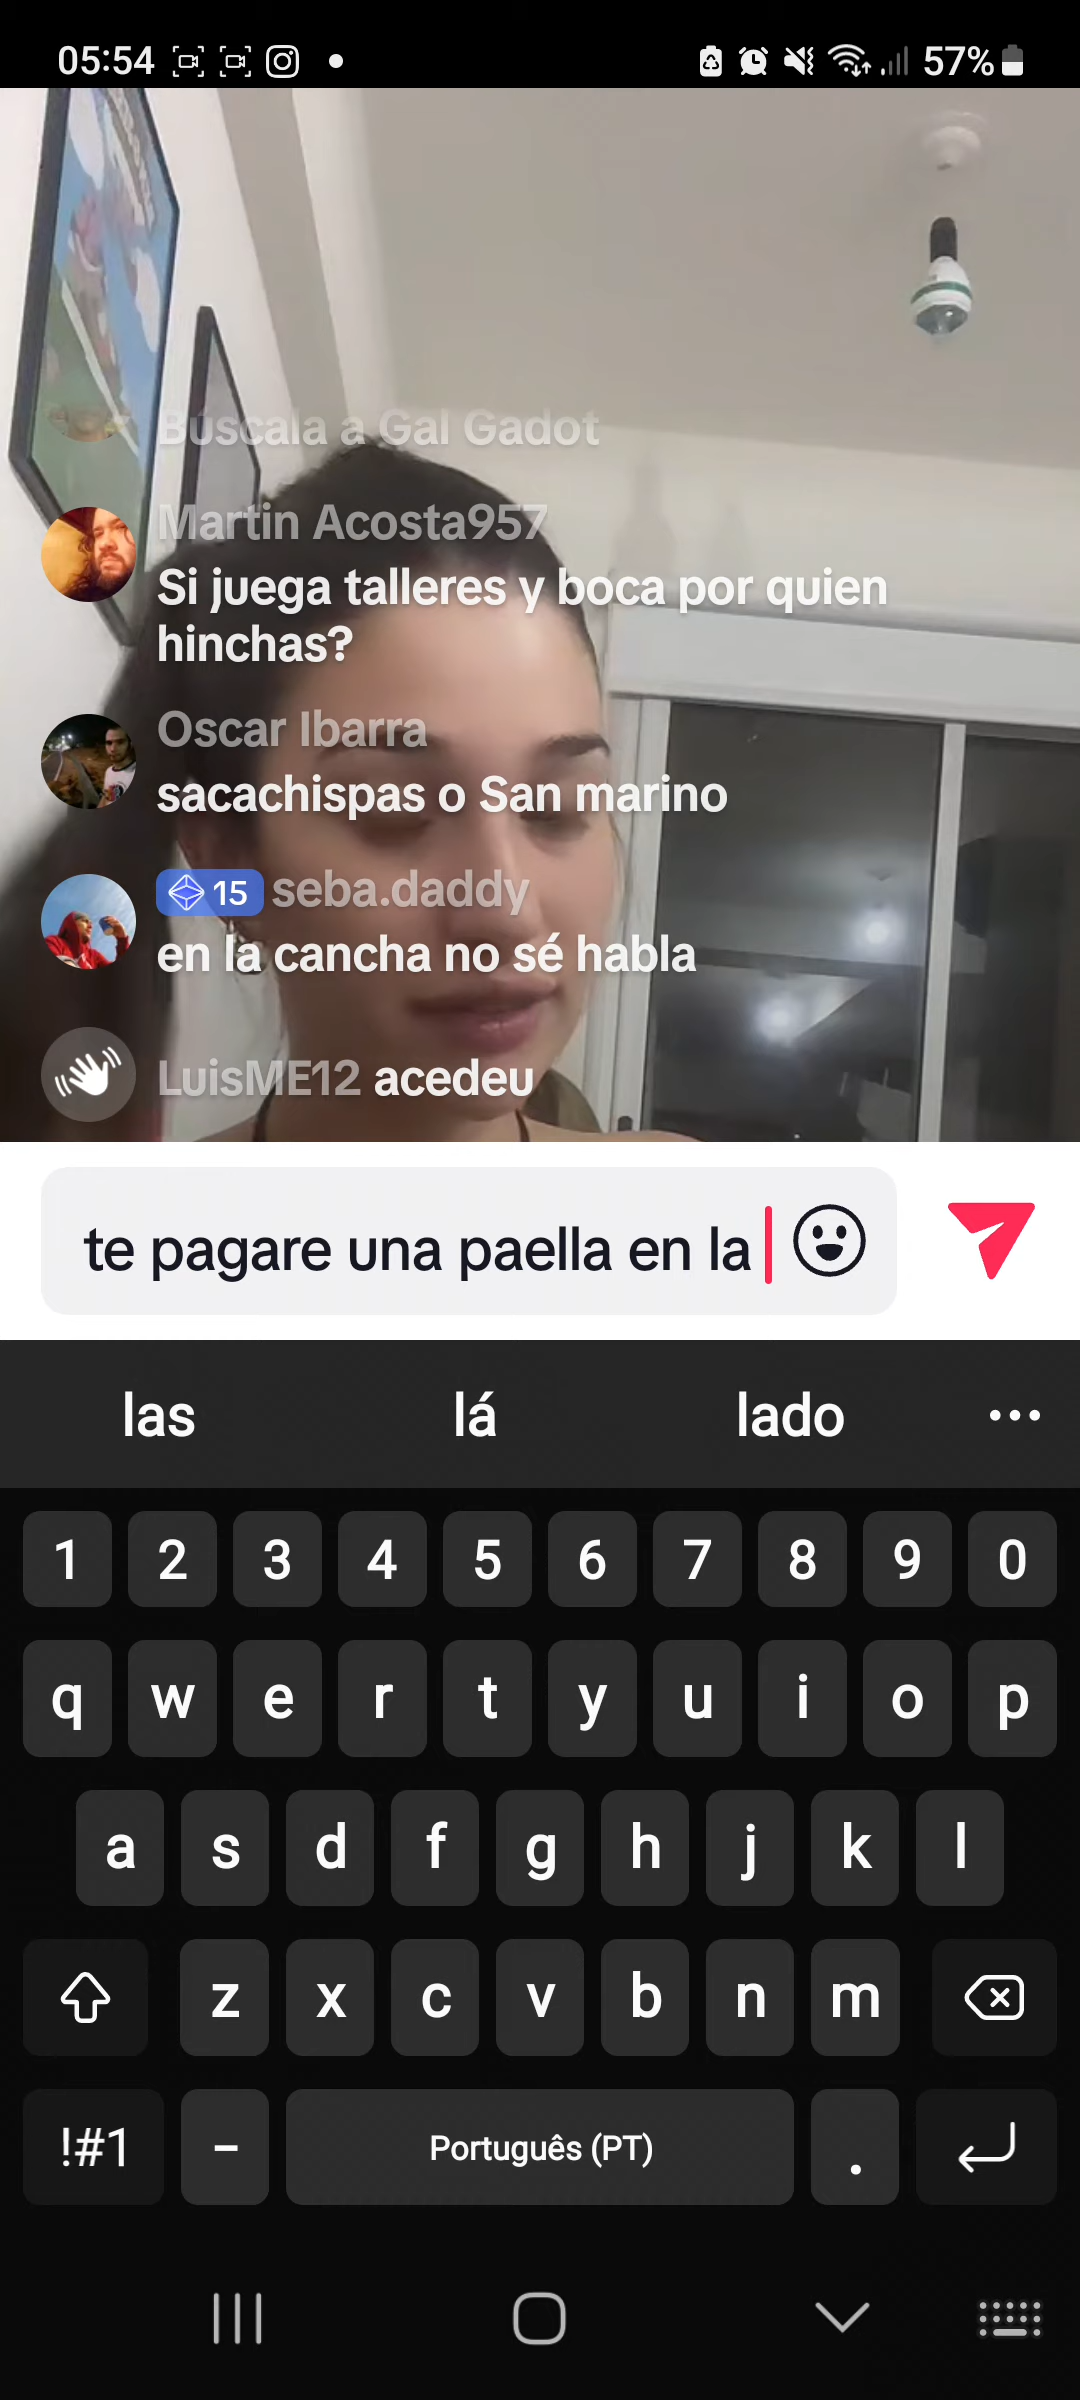 05:54
57%
Búscala a Gal Gadot
Martin Acosta957
Si juega talleres y boca por quien
hinchas?
Oscar Ibarra
sacachispas o San marino
15 seba.daddy
en la cancha no sé habla
LuisME12 acedeu
te pagare una paella en la
las lá lado
1 2 3 4 5 6 7 8 9 0
q w e r t y u i o p
a s d f g h j k l
z x c v b n m
!#1 - Português (PT) .